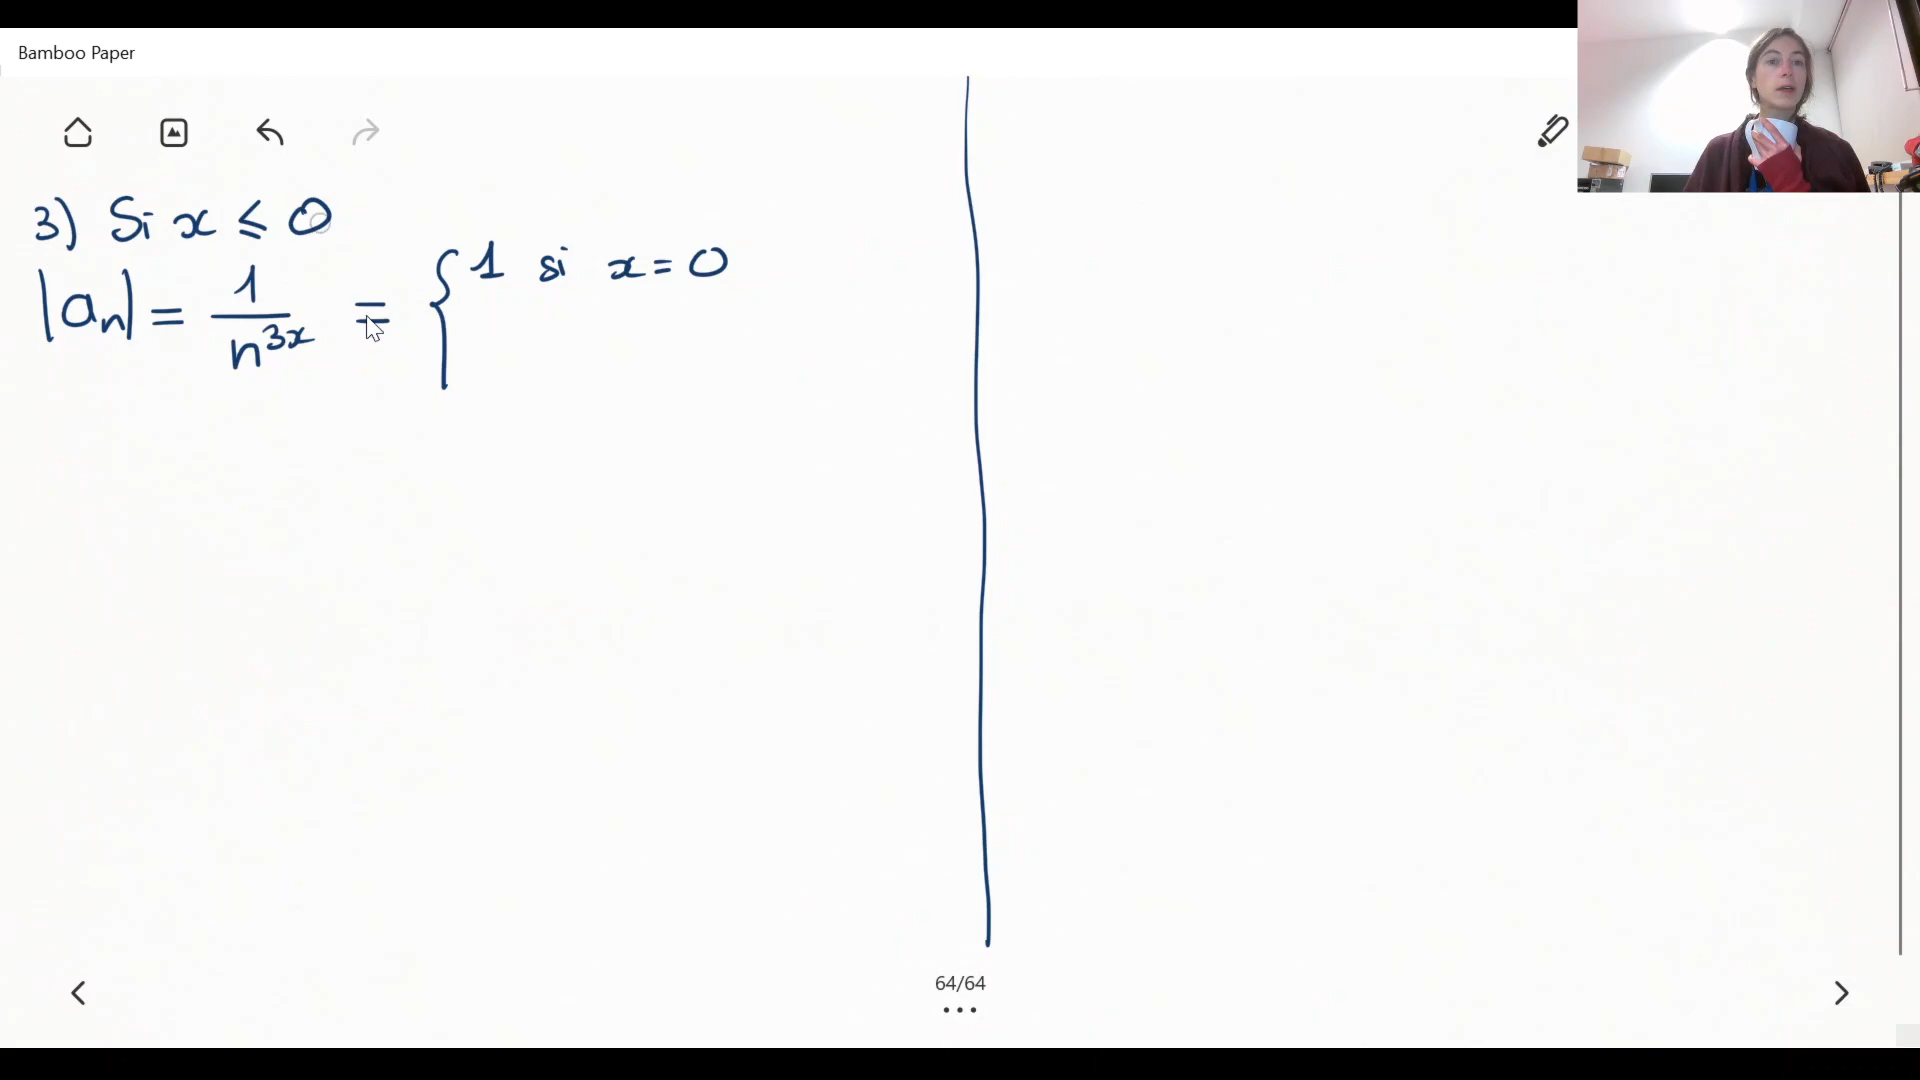 Bamboo Paper
3) Si x ⩽ 0
|aₙ| = 1/n³ˣ = { 1 si x = 0
64/64